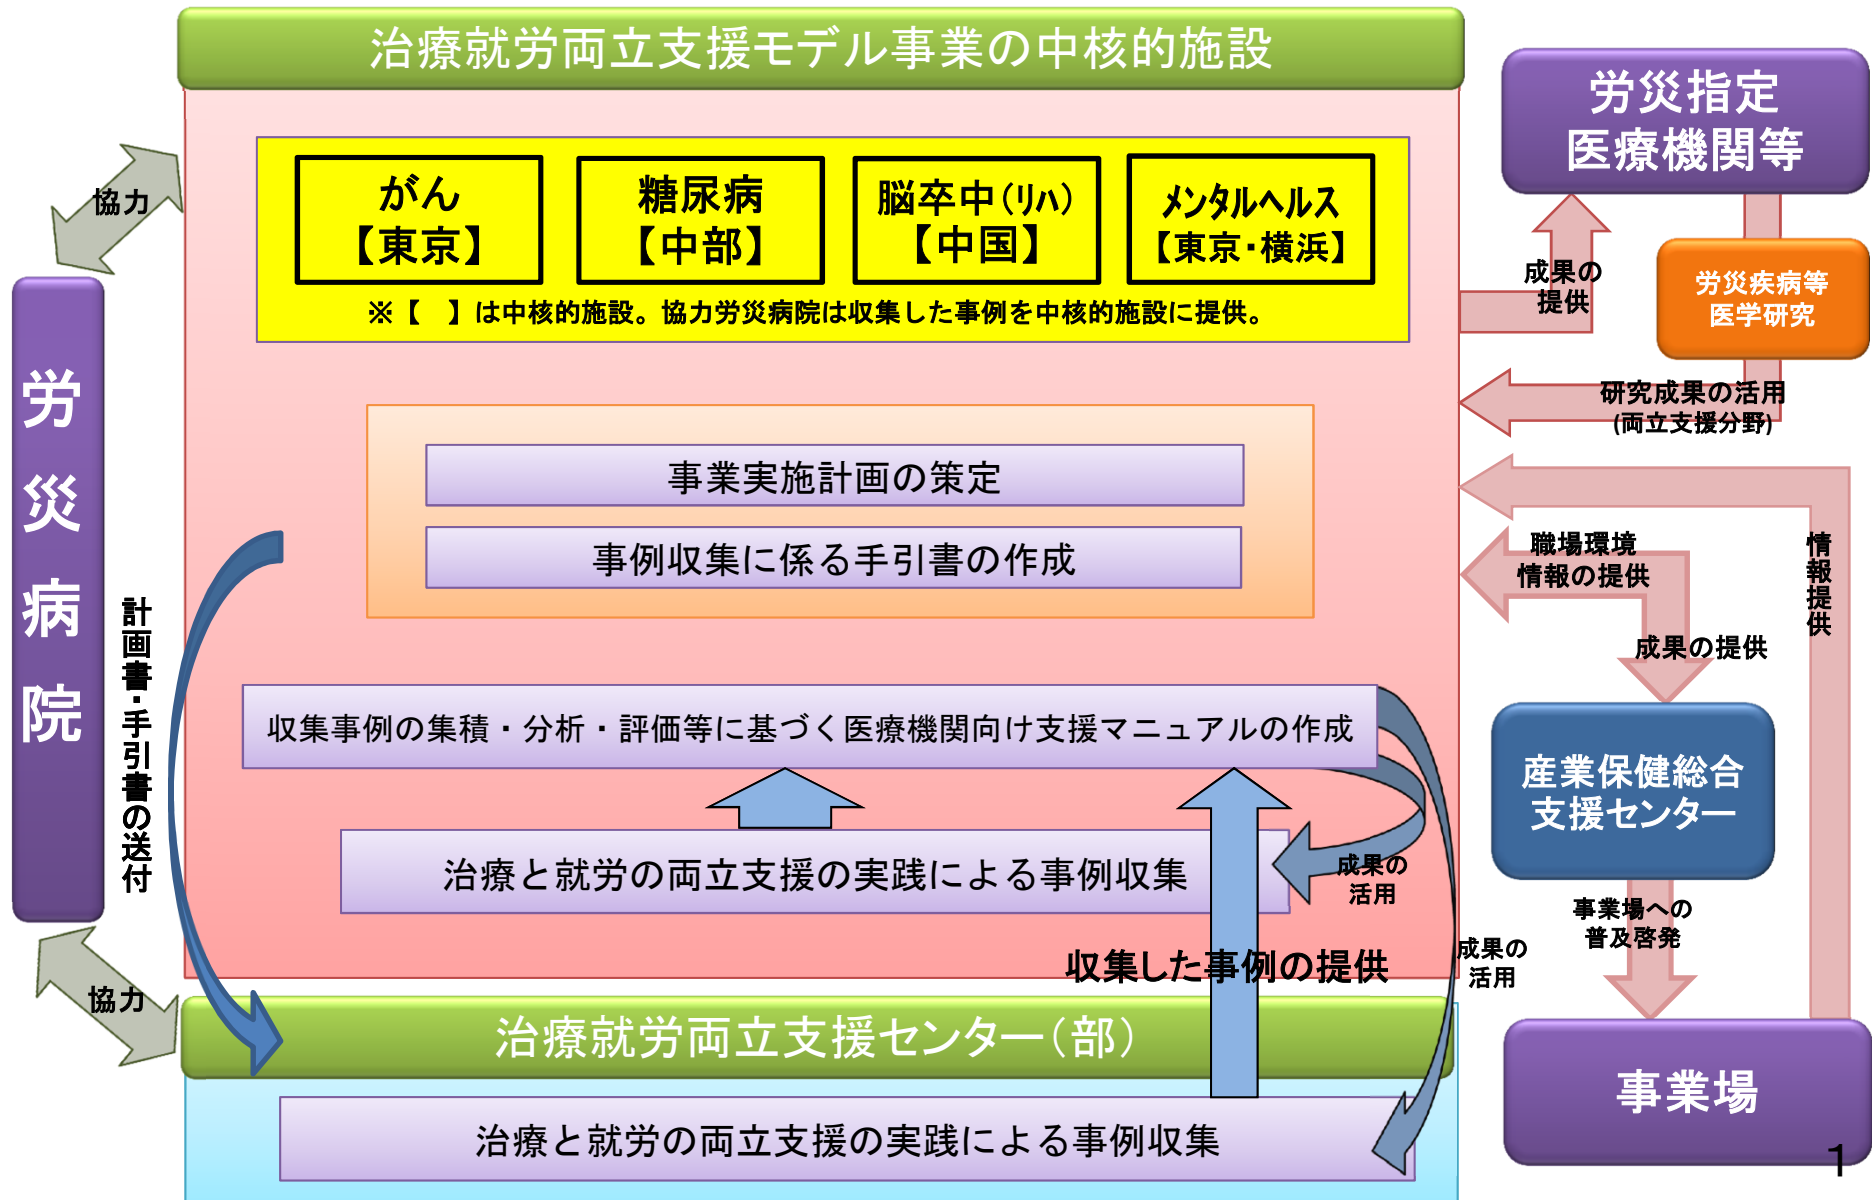 治療就労両立支援モデル事業の中核的施設
がん
【東京】
糖尿病
【中部】
脳卒中（リハ）
【中国】
メンタルヘルス
【東京・横浜】
※【　】は中核的施設。協力労災病院は収集した事例を中核的施設に提供。
協力
労災病院
協力
計画書・手引書の送付
事業実施計画の策定
事例収集に係る手引書の作成
収集事例の集積・分析・評価等に基づく医療機関向け支援マニュアルの作成
治療と就労の両立支援の実践による事例収集
成果の
活用
収集した事例の提供
成果の
活用
治療就労両立支援センター（部）
治療と就労の両立支援の実践による事例収集
労災指定
医療機関等
成果の
提供
労災疾病等
医学研究
研究成果の活用
(両立支援分野)
職場環境
情報の提供
情報提供
成果の提供
産業保健総合
支援センター
事業場への
普及啓発
事業場
1